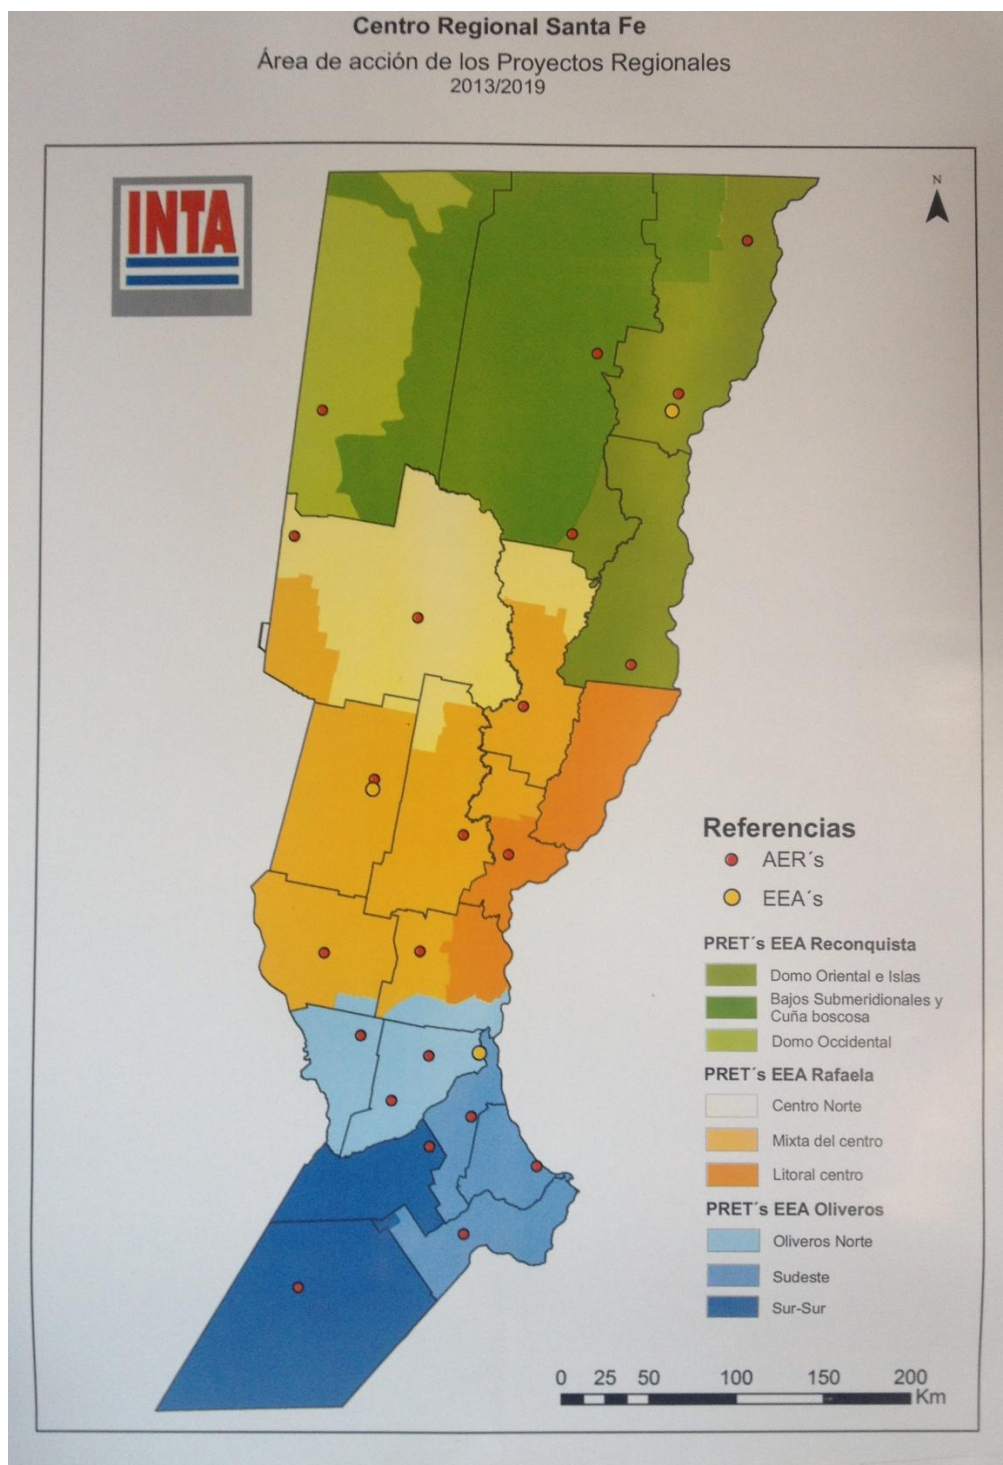 Centro Regional Santa Fe
Área de acción de los Proyectos Regionales
2013/2019
INTA
N
Referencias
AER´s
EEA´s
PRET´s EEA Reconquista
Domo Oriental e Islas
Bajos Submeridionales y
Cuña boscosa
Domo Occidental
PRET´s EEA Rafaela
Centro Norte
Mixta del centro
Litoral centro
PRET´s EEA Oliveros
Oliveros Norte
Sudeste
Sur-Sur
0 25 50 100 150 200
Km